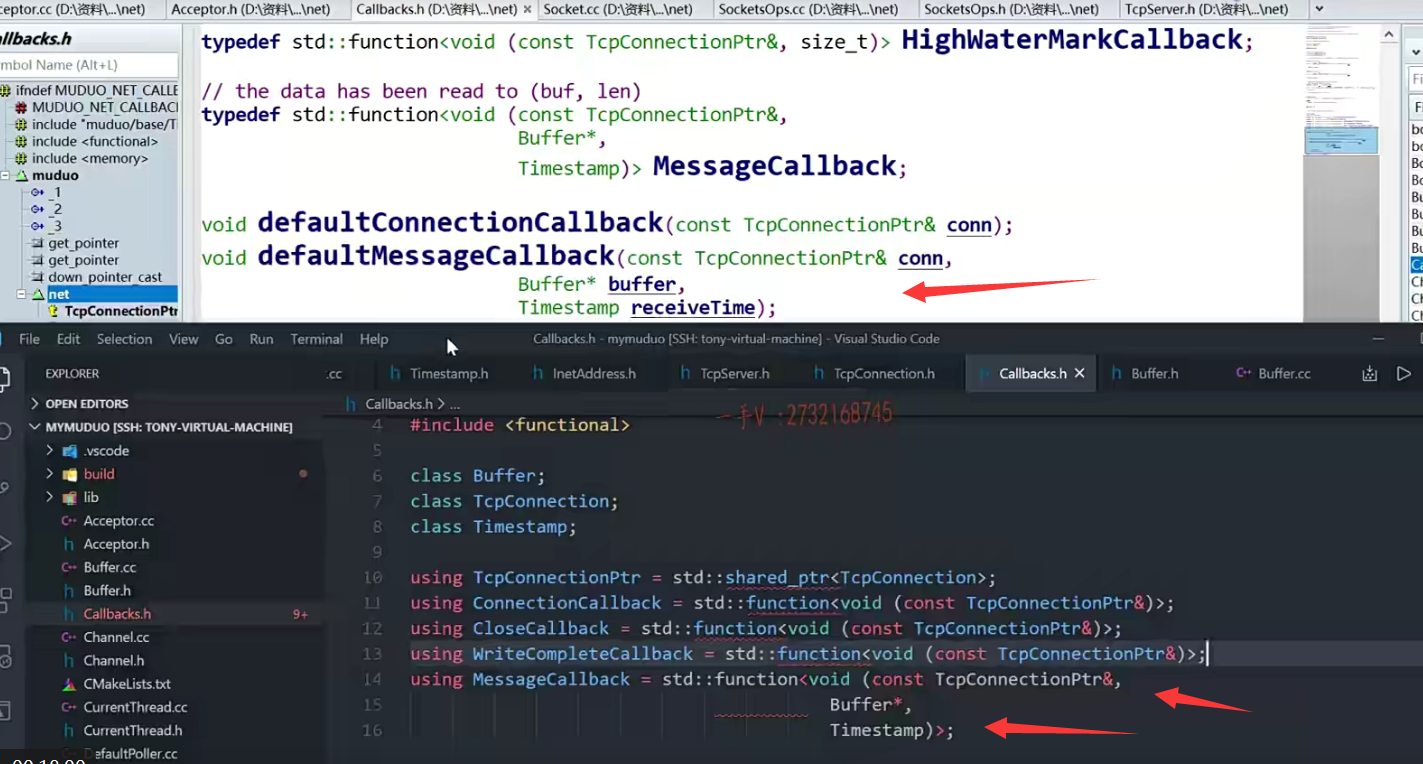 ceptor.cc (D:\资料\...\net)
Acceptor.h (D:\资料\...\net)
Callbacks.h (D:\资料\...\net) ×
Socket.cc (D:\资料\...\net)
SocketsOps.cc (D:\资料\...\net)
SocketsOps.h (D:\资料\...\net)
TcpServer.h (D:\资料\...\net)
allbacks.h
mbol Name (Alt+L)
ifndef MUDUO_NET_CALLB
MUDUO_NET_CALLBAC
include "muduo/base/Ti
include <functional>
include <memory>
muduo
_1
_2
_3
get_pointer
get_pointer
down_pointer_cast
net
TcpConnectionPtr
typedef std::function<void (const TcpConnectionPtr&, size_t)> HighWaterMarkCallback;
// the data has been read to (buf, len)
typedef std::function<void (const TcpConnectionPtr&,
Buffer*,
Timestamp)> MessageCallback;
void defaultConnectionCallback(const TcpConnectionPtr& conn);
void defaultMessageCallback(const TcpConnectionPtr& conn,
Buffer* buffer,
Timestamp receiveTime);
File Edit Selection View Go Run Terminal Help
Callbacks.h - mymuduo [SSH: tony-virtual-machine] - Visual Studio Code
EXPLORER
.cc
Timestamp.h
InetAddress.h
TcpServer.h
TcpConnection.h
Callbacks.h ×
Buffer.h
Buffer.cc
OPEN EDITORS
MYMUDUO [SSH: TONY-VIRTUAL-MACHINE]
.vscode
build
lib
Acceptor.cc
Acceptor.h
Buffer.cc
Buffer.h
Callbacks.h 9+
Channel.cc
Channel.h
CMakeLists.txt
CurrentThread.cc
CurrentThread.h
DefaultPoller.cc
Callbacks.h > ...
一手V :2732168745
4 #include <functional>
5
6 class Buffer;
7 class TcpConnection;
8 class Timestamp;
9
10 using TcpConnectionPtr = std::shared_ptr<TcpConnection>;
11 using ConnectionCallback = std::function<void (const TcpConnectionPtr&)>;
12 using CloseCallback = std::function<void (const TcpConnectionPtr&)>;
13 using WriteCompleteCallback = std::function<void (const TcpConnectionPtr&)>;
14 using MessageCallback = std::function<void (const TcpConnectionPtr&,
15 Buffer*,
16 Timestamp)>;